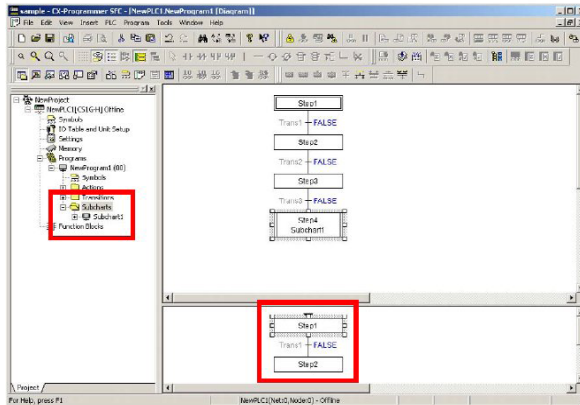 sample - CX-Programmer SFC - [NewPLC1.NewProgram1 [Diagram]]
File Edit View Insert PLC Program Tools Window Help
NewProject
NewPLC1[CS1G-H] Offline
Symbols
IO Table and Unit Setup
Settings
Memory
Programs
NewProgram1 (00)
Symbols
Actions
Transitions
Subcharts
Subchart1
Function Blocks
Step1
Trans1 FALSE
Step2
Trans2 FALSE
Step3
Trans3 FALSE
Step4
Subchart1
Step1
Trans1 FALSE
Step2
Project
For Help, press F1
NewPLC1(Net:0,Node:0) - Offline